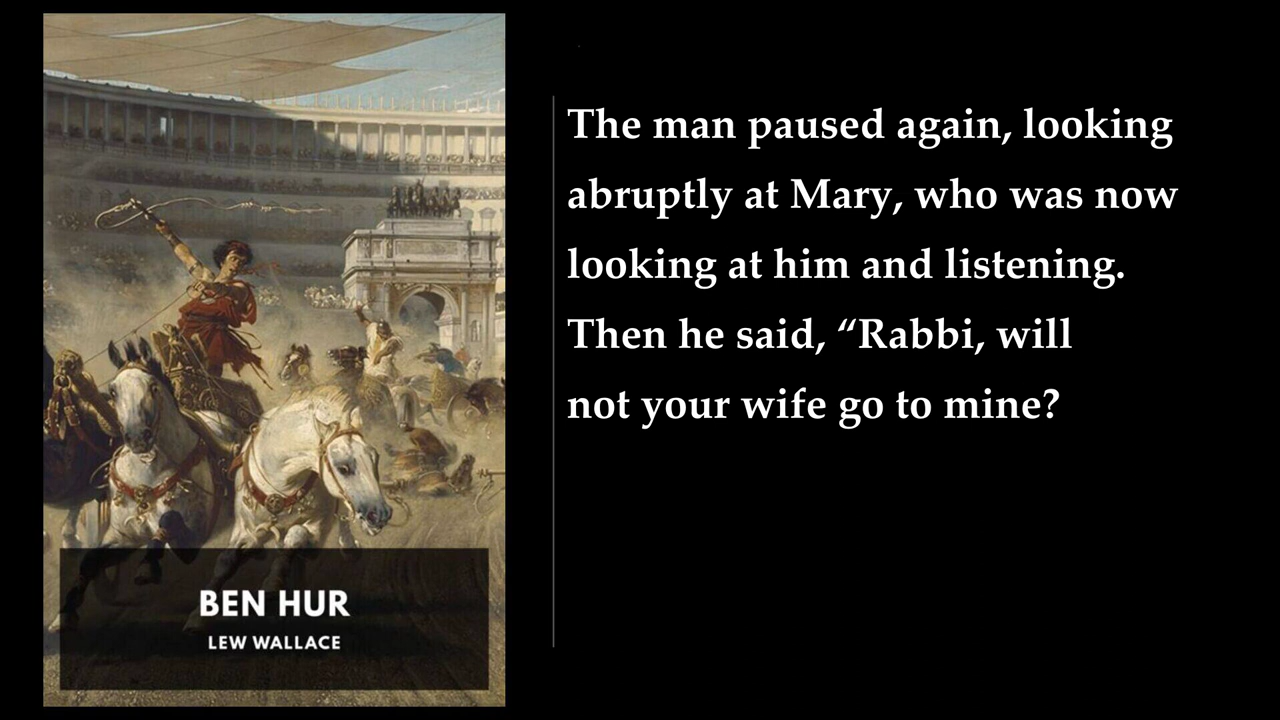 BEN HUR
LEW WALLACE
The man paused again, looking
abruptly at Mary, who was now
looking at him and listening.
Then he said, “Rabbi, will
not your wife go to mine?